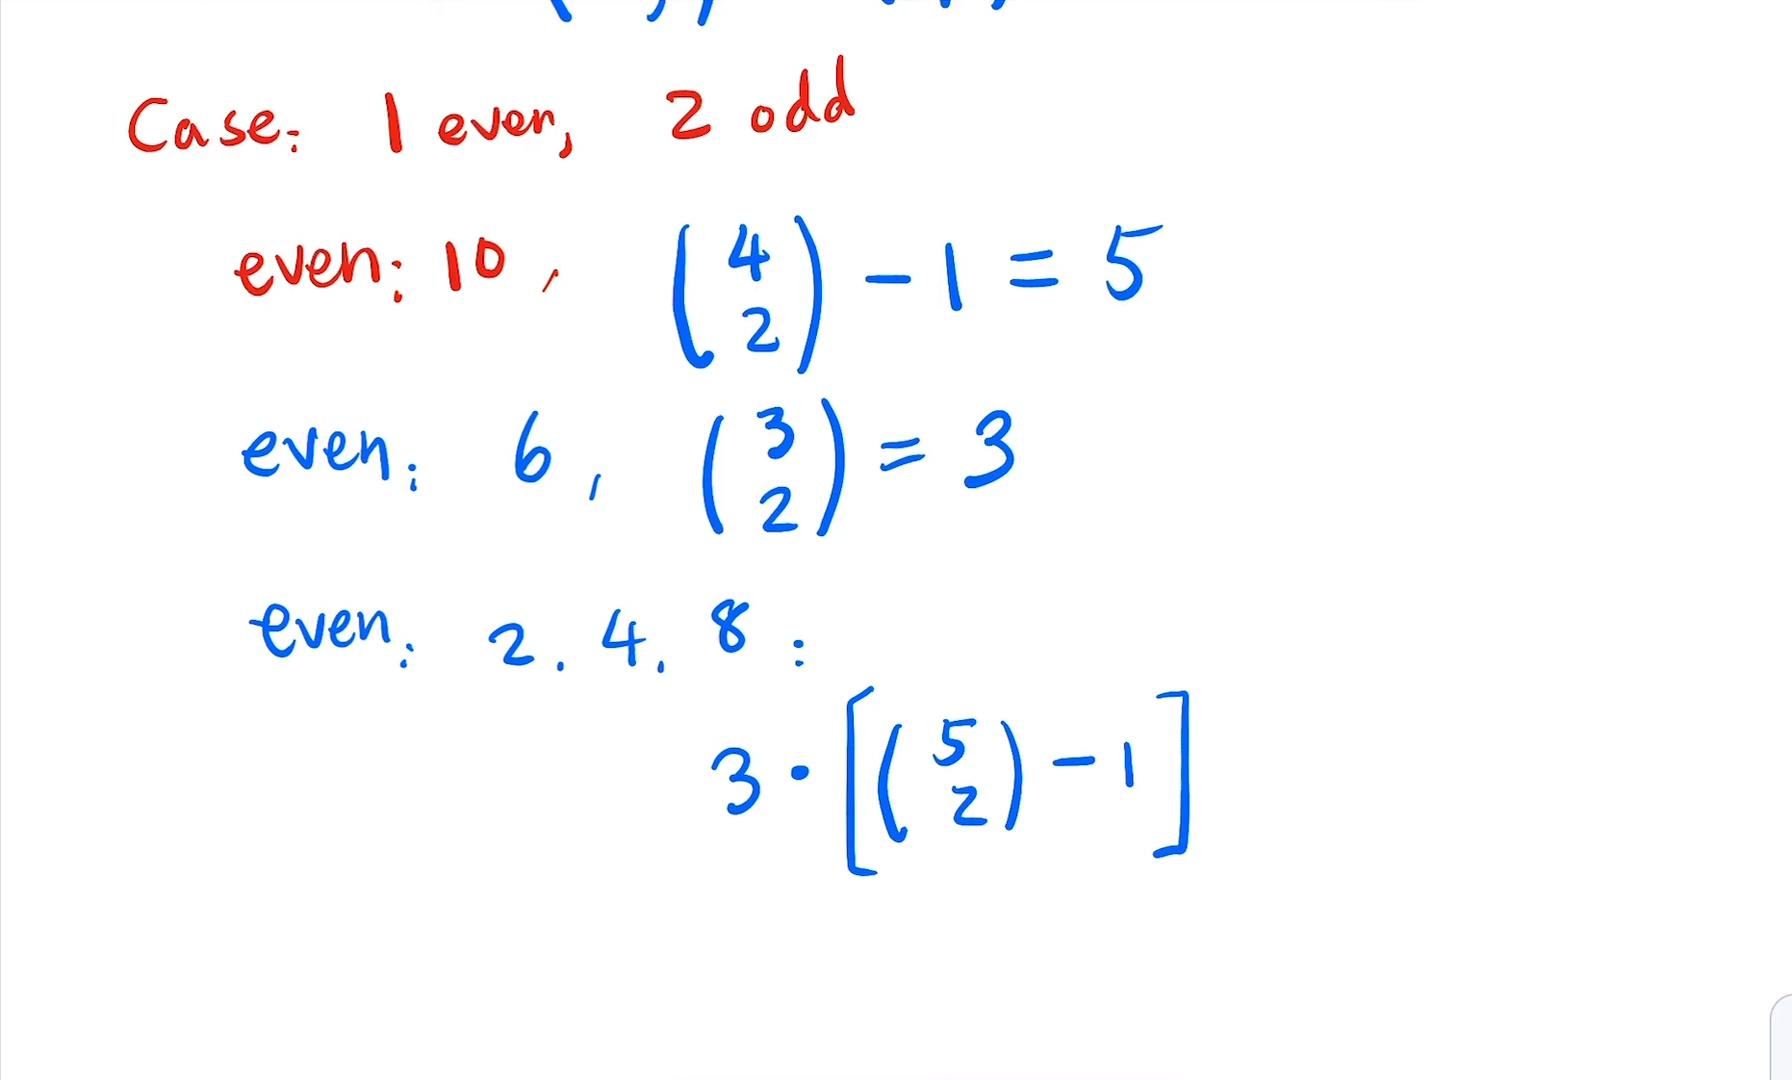 Case: 1 even, 2 odd
even: 10, (4 2) - 1 = 5
even: 6, (3 2) = 3
even: 2. 4. 8:
3 · [(5 2) - 1]